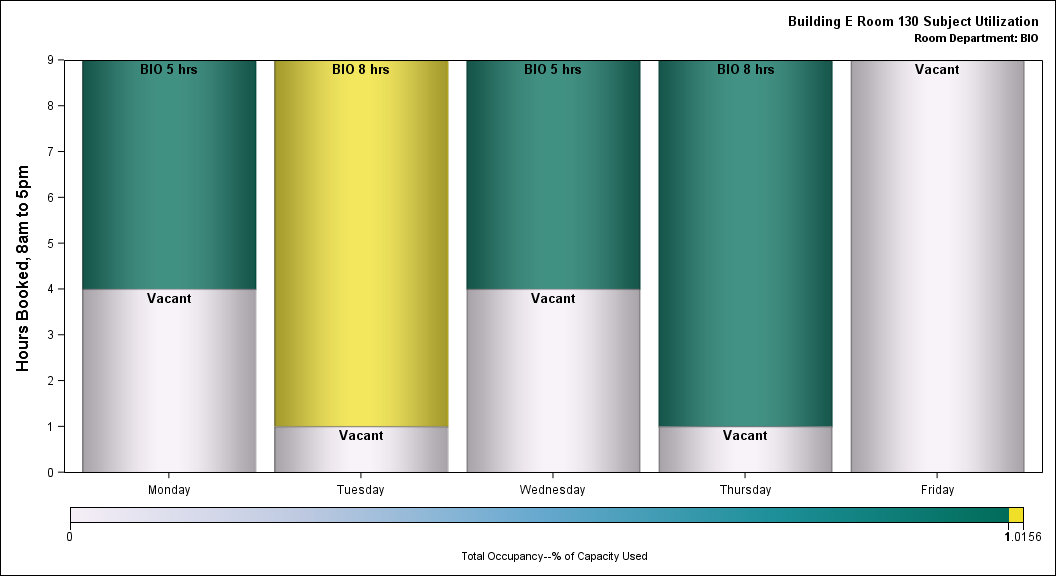 Building E Room 130 Subject Utilization
Room Department: BIO
Hours Booked, 8am to 5pm
9
8
7
6
5
4
3
2
1
0
BIO 5 hrs
BIO 8 hrs
BIO 5 hrs
BIO 8 hrs
Vacant
Vacant
Vacant
Vacant
Vacant
Monday
Tuesday
Wednesday
Thursday
Friday
0
1.0156
Total Occupancy--% of Capacity Used